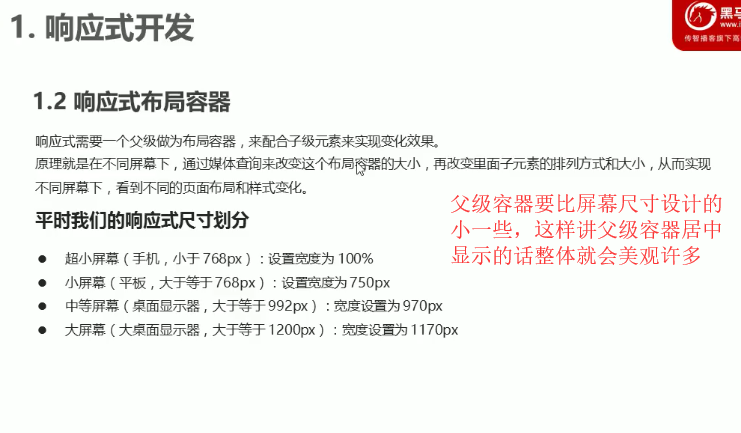 1. 响应式开发
黑马
www.i
传智播客旗下高
1.2 响应式布局容器
响应式需要一个父级做为布局容器，来配合子级元素来实现变化效果。
原理就是在不同屏幕下，通过媒体查询来改变这个布局容器的大小，再改变里面子元素的排列方式和大小，从而实现
不同屏幕下，看到不同的页面布局和样式变化。
平时我们的响应式尺寸划分
父级容器要比屏幕尺寸设计的
小一些，这样讲父级容器居中
显示的话整体就会美观许多
● 超小屏幕（手机，小于 768px）：设置宽度为 100%
● 小屏幕（平板，大于等于 768px）：设置宽度为 750px
● 中等屏幕（桌面显示器，大于等于 992px）：宽度设置为 970px
● 大屏幕（大桌面显示器，大于等于 1200px）：宽度设置为 1170px